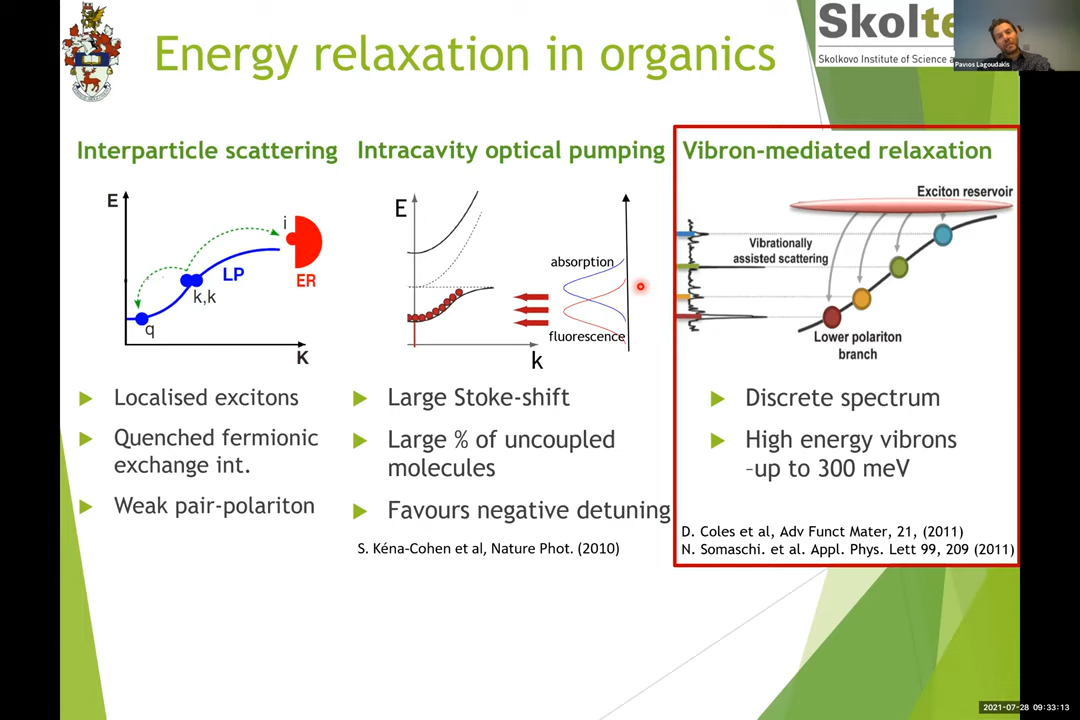 Energy relaxation in organics
Skolte
Skolkovo Institute of Science a
Pavlos Lagoudakis
Interparticle scattering
E
i
LP
ER
k,k
q
K
Localised excitons
Quenched fermionic
exchange int.
Weak pair-polariton
Intracavity optical pumping
E
absorption
fluorescence
k
Large Stoke-shift
Large % of uncoupled
molecules
Favours negative detuning
S. Kéna-Cohen et al, Nature Phot. (2010)
Vibron-mediated relaxation
Exciton reservoir
Vibrationally
assisted scattering
Lower polariton
branch
Discrete spectrum
High energy vibrons
–up to 300 meV
D. Coles et al, Adv Funct Mater, 21, (2011)
N. Somaschi. et al. Appl. Phys. Lett 99, 209 (2011)
2021-07-28 09:33:13